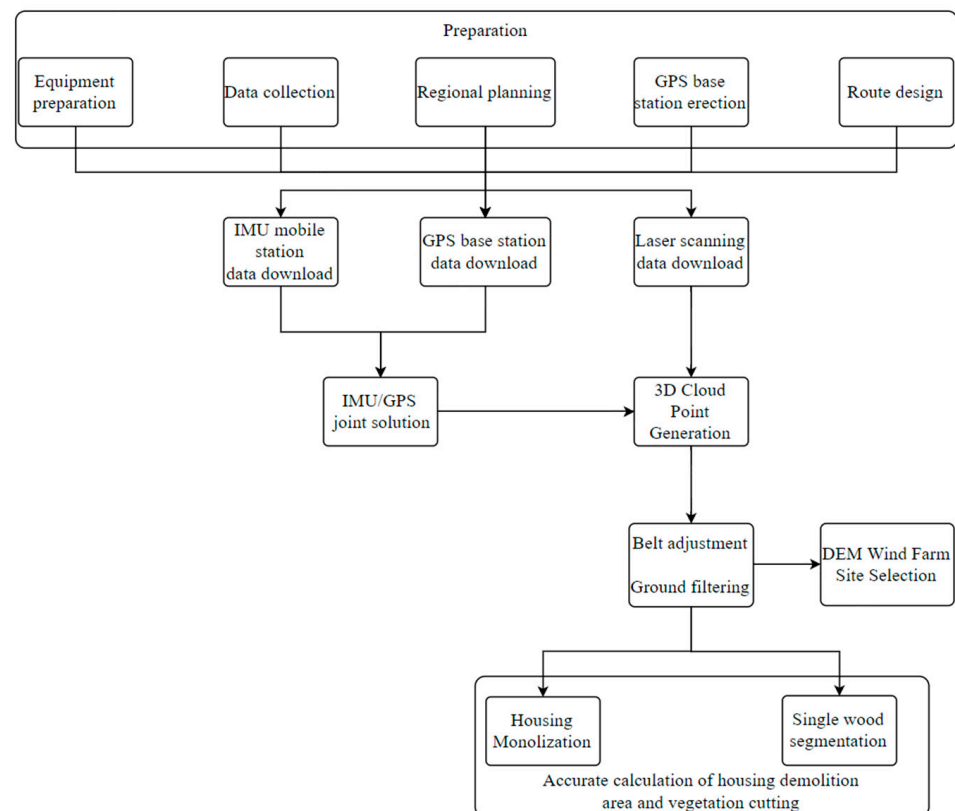 Preparation
Equipment
preparation
Data collection
Regional planning
GPS base
station erection
Route design
IMU mobile
station
data download
GPS base station
data download
Laser scanning
data download
IMU/GPS
joint solution
3D Cloud
Point
Generation
Belt adjustment
Ground filtering
DEM Wind Farm
Site Selection
Housing
Monolization
Single wood
segmentation
Accurate calculation of housing demolition
area and vegetation cutting